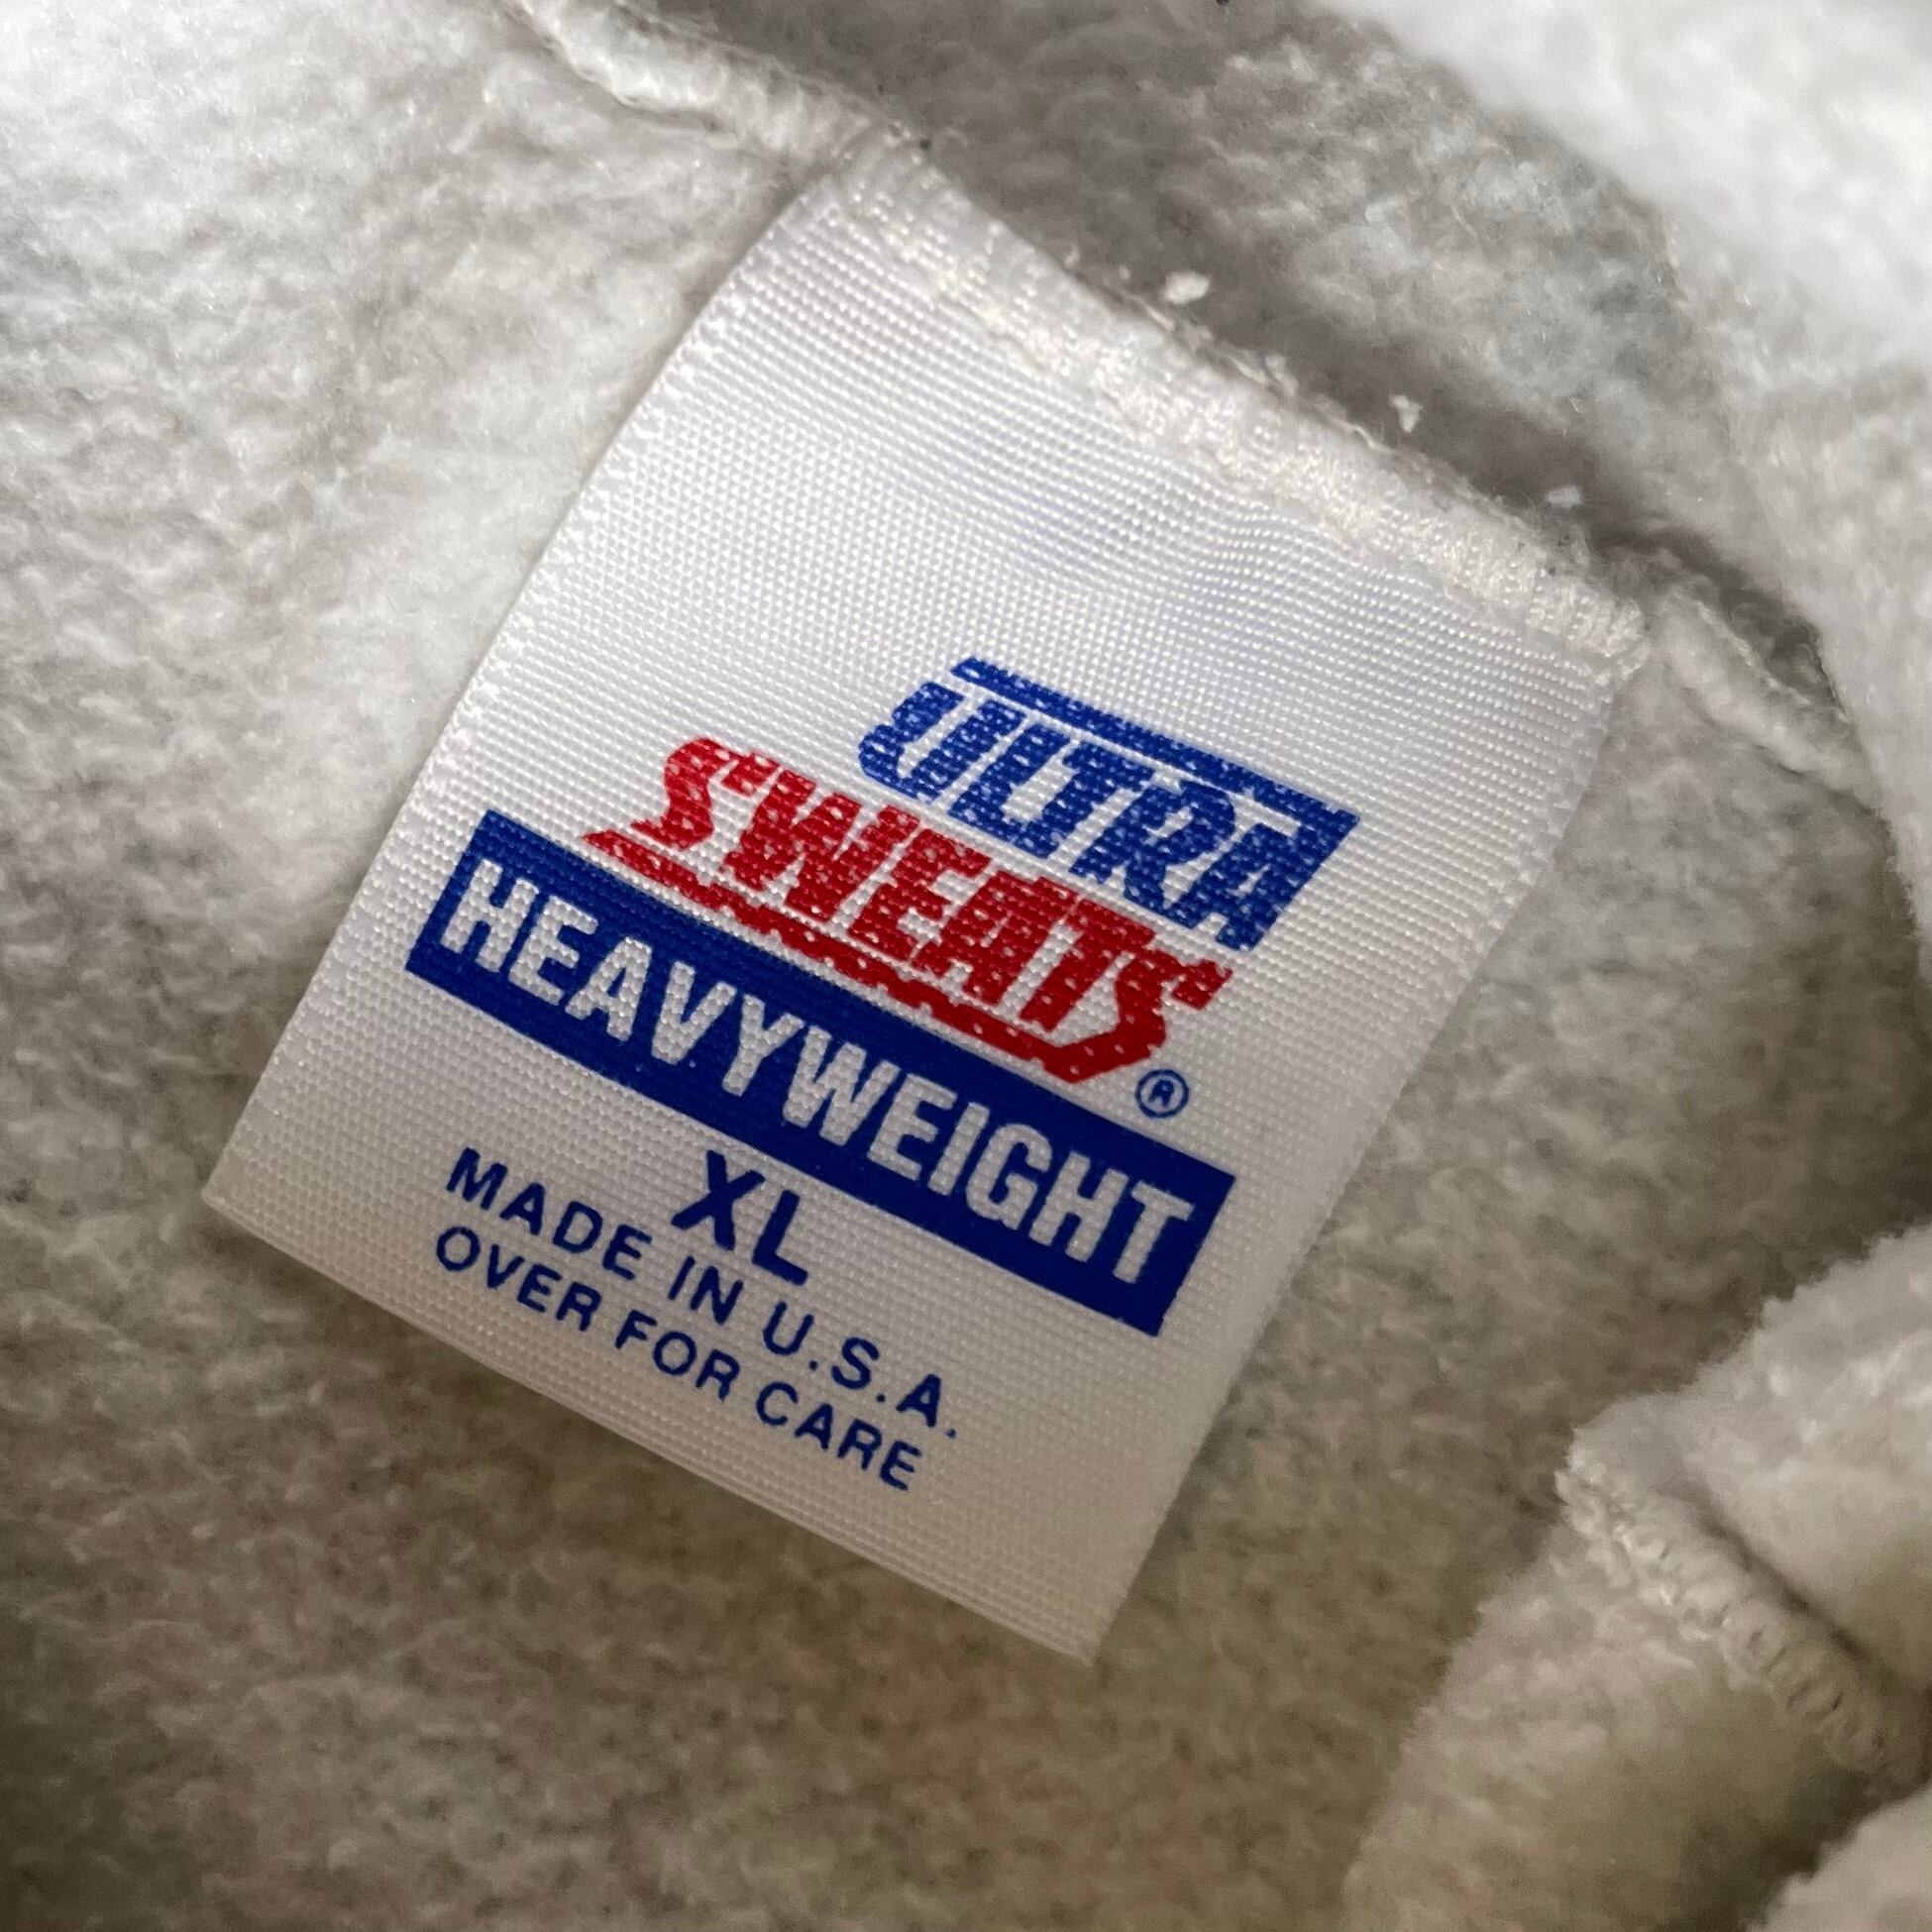 ULTRA
SWEATS®
HEAVYWEIGHT
XL
MADE IN U.S.A.
OVER FOR CARE